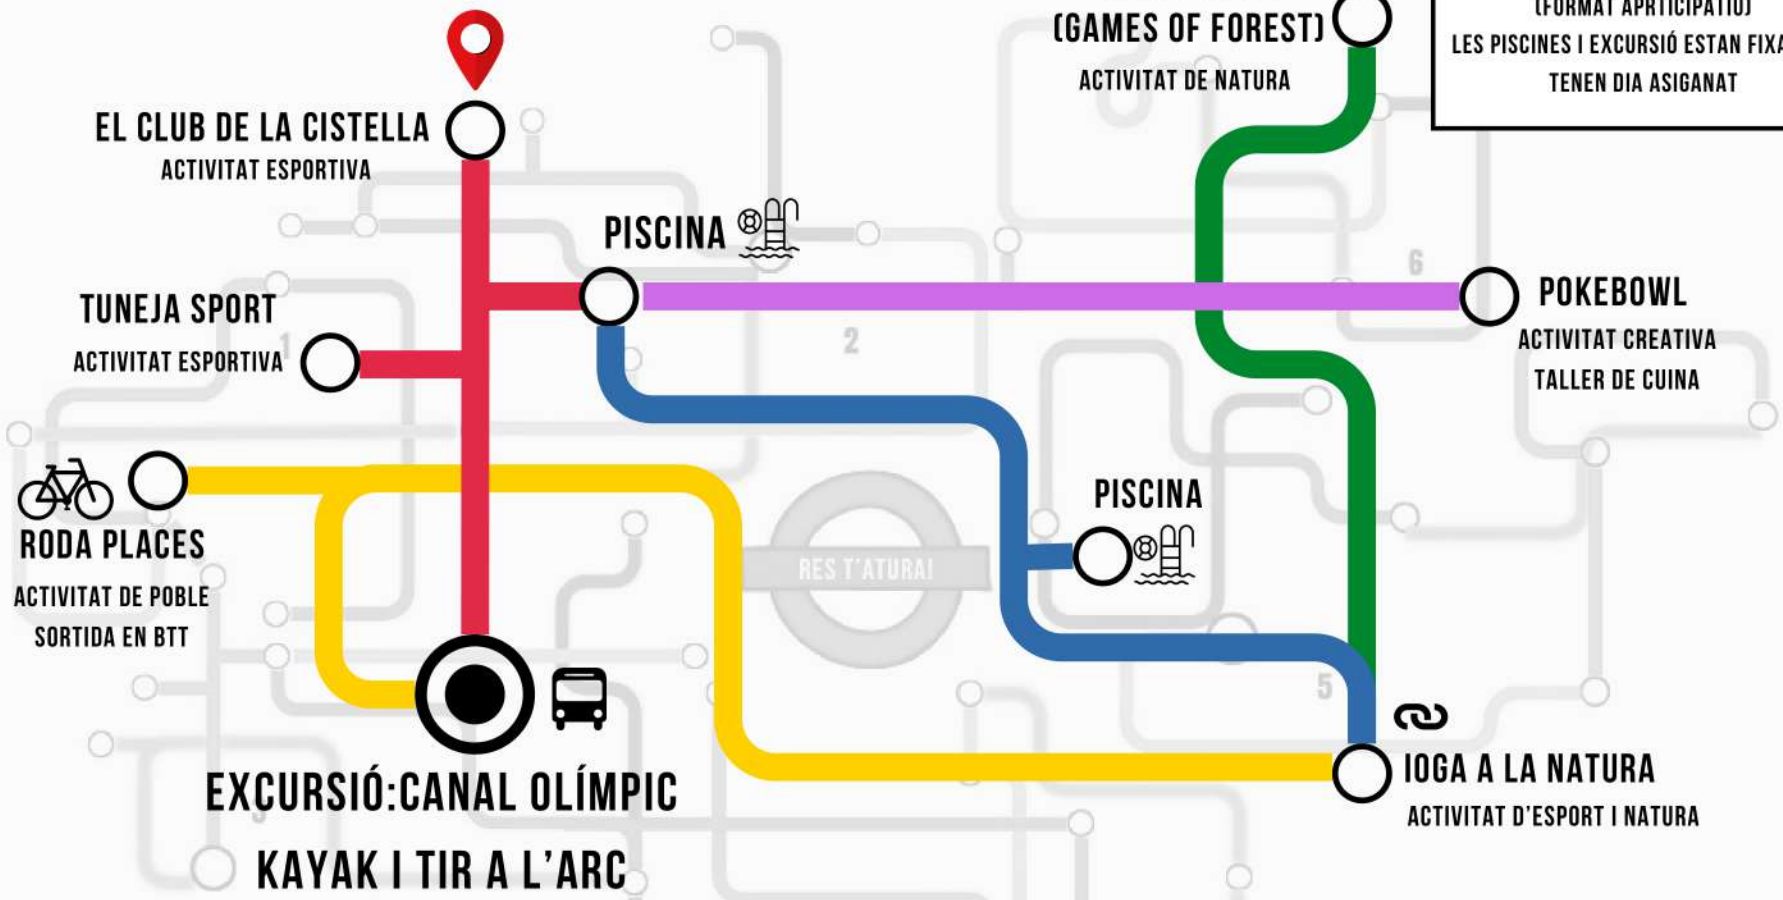 (GAMES OF FOREST)
ACTIVITAT DE NATURA
(FORMAT APRTICIPATIU)
LES PISCINES I EXCURSIÓ ESTAN FIXA
TENEN DIA ASIGANAT
EL CLUB DE LA CISTELLA
ACTIVITAT ESPORTIVA
PISCINA
6
TUNEJA SPORT
ACTIVITAT ESPORTIVA
1
2
POKEBOWL
ACTIVITAT CREATIVA
TALLER DE CUINA
RODA PLACES
ACTIVITAT DE POBLE
SORTIDA EN BTT
RES T'ATURA!
PISCINA
5
EXCURSIÓ:CANAL OLÍMPIC
KAYAK I TIR A L'ARC
IOGA A LA NATURA
ACTIVITAT D'ESPORT I NATURA